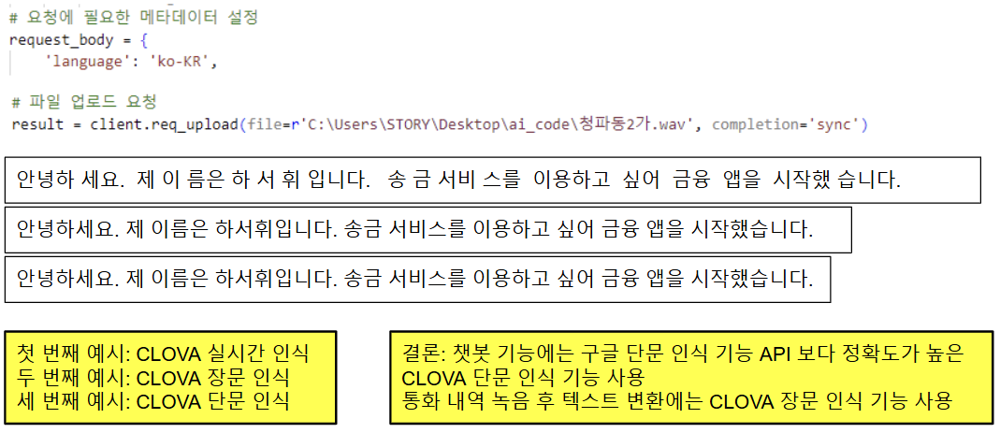 # 요청에 필요한 메타데이터 설정
request_body = {
'language': 'ko-KR',
# 파일 업로드 요청
result = client.req_upload(file=r'C:\Users\STORY\Desktop\ai_code\청파동2가.wav', completion='sync')
안녕하 세요. 제 이 름은 하 서 휘 입니다. 송 금 서비 스를 이용하고 싶어 금융 앱을 시작했 습니다.
안녕하세요. 제 이름은 하서휘입니다. 송금 서비스를 이용하고 싶어 금융 앱을 시작했습니다.
안녕하세요. 제 이름은 하서휘입니다. 송금 서비스를 이용하고 싶어 금융 앱을 시작했습니다.
첫 번째 예시: CLOVA 실시간 인식
두 번째 예시: CLOVA 장문 인식
세 번째 예시: CLOVA 단문 인식
결론: 챗봇 기능에는 구글 단문 인식 기능 API 보다 정확도가 높은
CLOVA 단문 인식 기능 사용
통화 내역 녹음 후 텍스트 변환에는 CLOVA 장문 인식 기능 사용